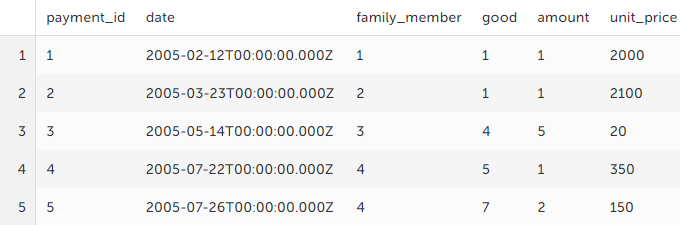 payment_id date family_member good amount unit_price
1 1 2005-02-12T00:00:00.000Z 1 1 1 2000
2 2 2005-03-23T00:00:00.000Z 2 1 1 2100
3 3 2005-05-14T00:00:00.000Z 3 4 5 20
4 4 2005-07-22T00:00:00.000Z 4 5 1 350
5 5 2005-07-26T00:00:00.000Z 4 7 2 150